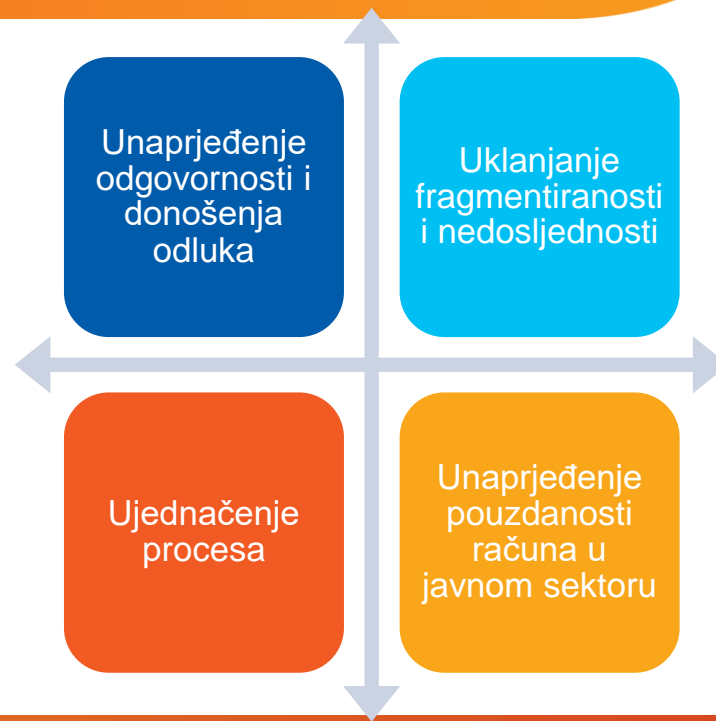 Unaprjeđenje
odgovornosti i
donošenja
odluka
Uklanjanje
fragmentiranosti
i nedosljednosti
Ujednačenje
procesa
Unaprjeđenje
pouzdanosti
računa u
javnom sektoru